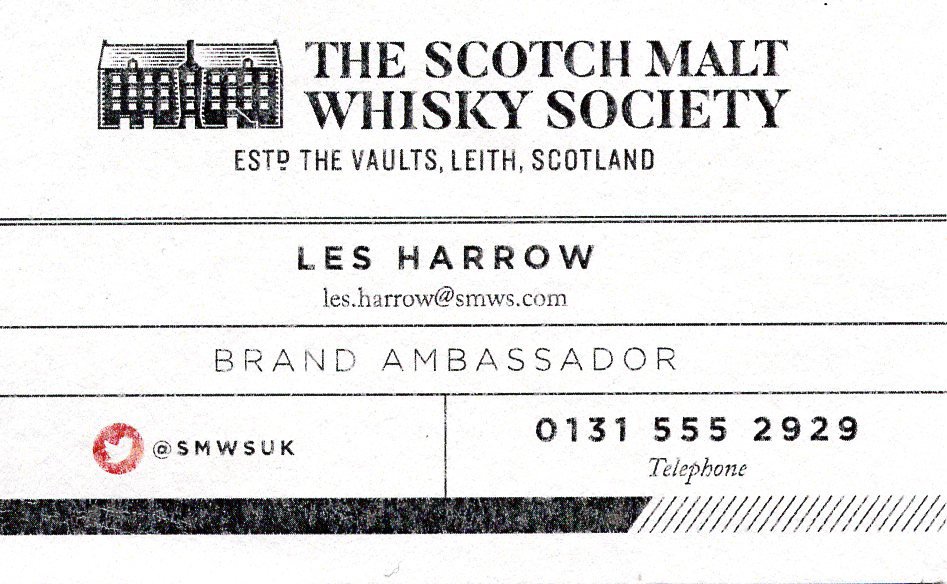 THE SCOTCH MALT
WHISKY SOCIETY
ESTD THE VAULTS, LEITH, SCOTLAND
LES HARROW
les.harrow@smws.com
BRAND AMBASSADOR
@SMWSUK
0131 555 2929
Telephone